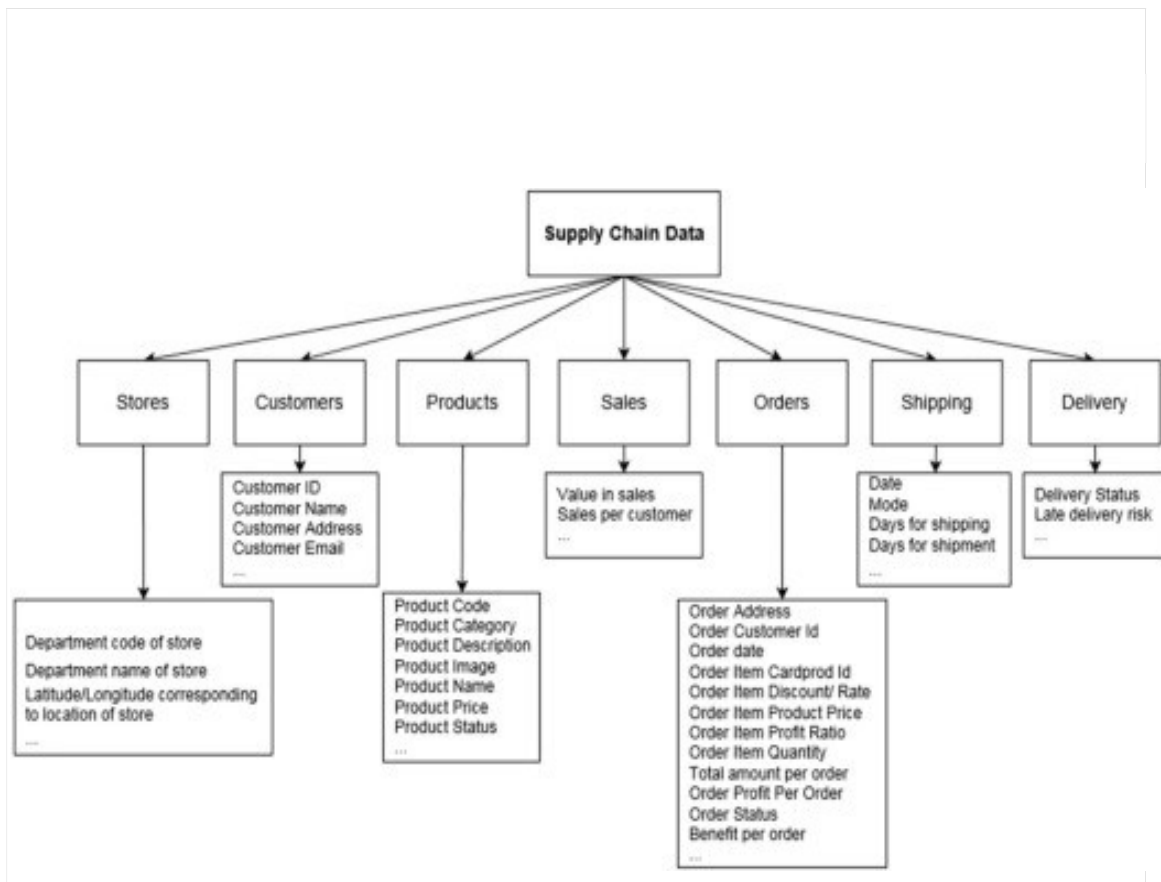 Supply Chain Data
Stores
Customers
Products
Sales
Orders
Shipping
Delivery
Customer ID
Customer Name
Customer Address
Customer Email
...
Value in sales
Sales per customer
...
Date
Mode
Days for shipping
Days for shipment
...
Delivery Status
Late delivery risk
...
Department code of store
Department name of store
Latitude/Longitude corresponding
to location of store
...
Product Code
Product Category
Product Description
Product Image
Product Name
Product Price
Product Status
...
Order Address
Order Customer Id
Order date
Order Item Cardprod Id
Order Item Discount/ Rate
Order Item Product Price
Order Item Profit Ratio
Order Item Quantity
Total amount per order
Order Profit Per Order
Order Status
Benefit per order
...